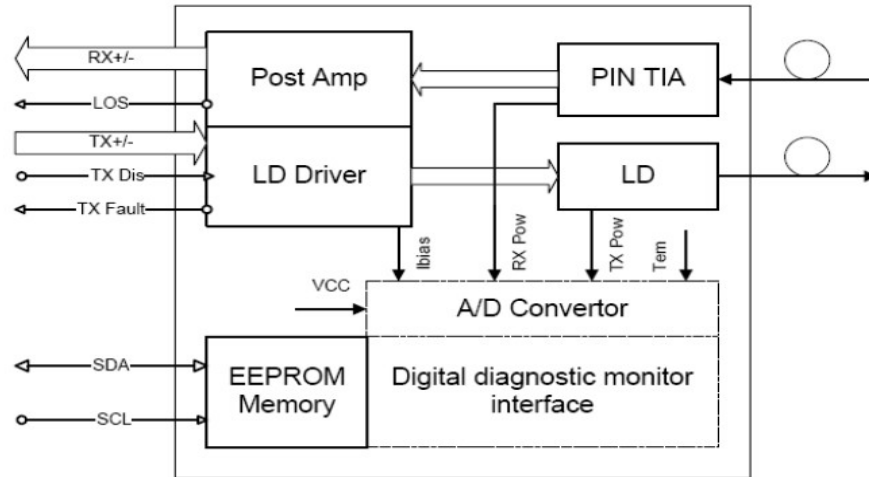 RX+/-
Post Amp
PIN TIA
LOS
TX+/-
LD Driver
LD
TX Dis
TX Fault
Ibias
RX Pow
TX Pow
Tem
VCC
A/D Convertor
SDA
EEPROM
Memory
Digital diagnostic monitor
interface
SCL